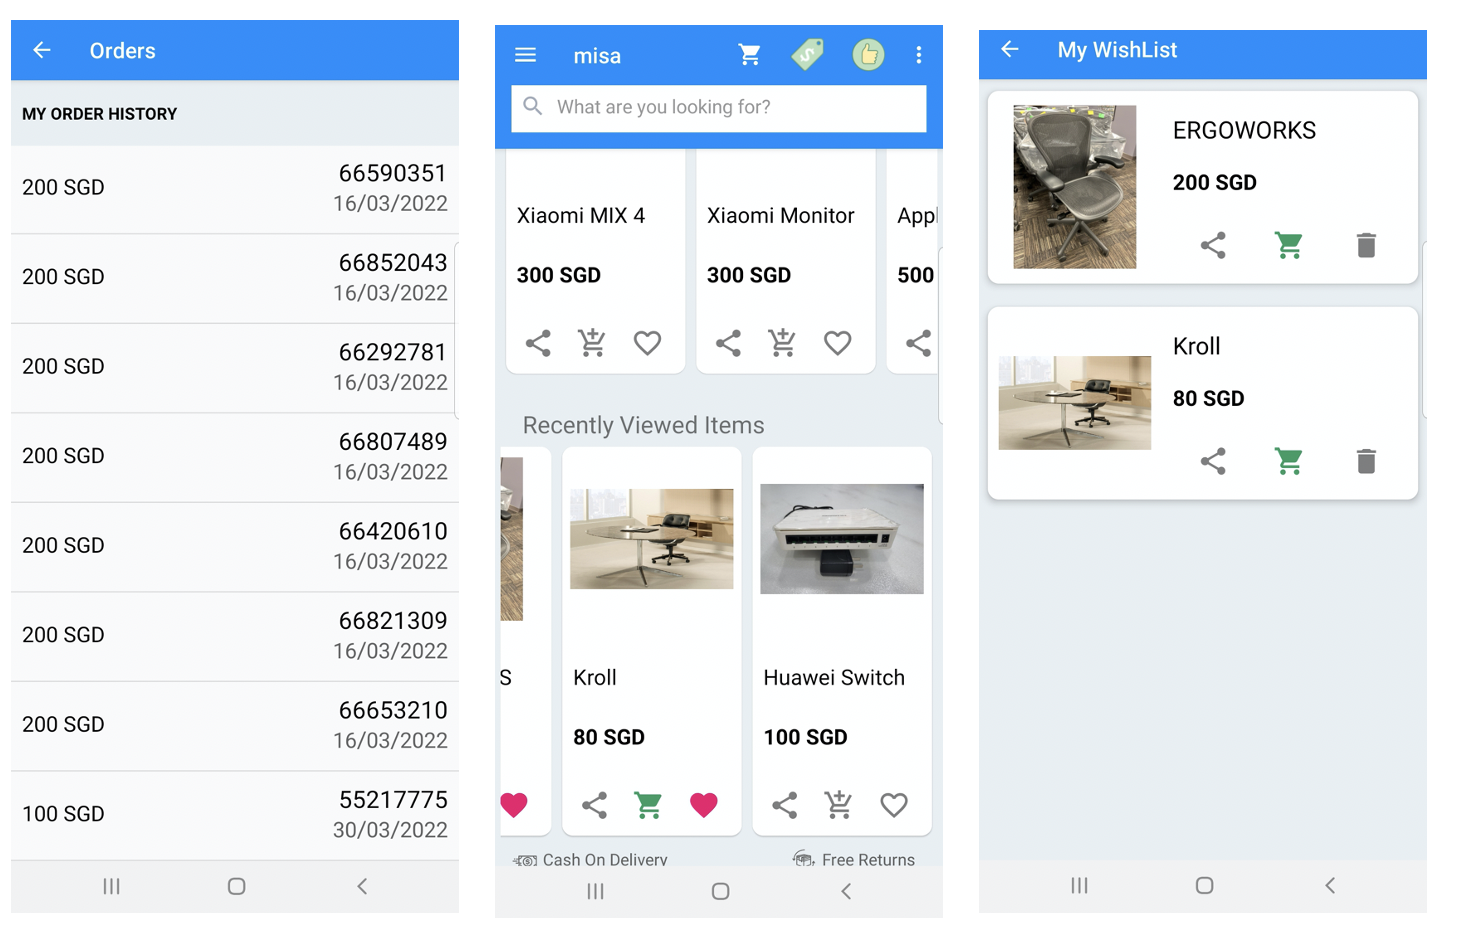 Orders
MY ORDER HISTORY
200 SGD
66590351
16/03/2022
200 SGD
66852043
16/03/2022
200 SGD
66292781
16/03/2022
200 SGD
66807489
16/03/2022
200 SGD
66420610
16/03/2022
200 SGD
66821309
16/03/2022
200 SGD
66653210
16/03/2022
100 SGD
55217775
30/03/2022
misa
What are you looking for?
Xiaomi MIX 4
300 SGD
Xiaomi Monitor
300 SGD
Appl
500
Recently Viewed Items
S
Kroll
80 SGD
Huawei Switch
100 SGD
Cash On Delivery
Free Returns
My WishList
ERGOWORKS
200 SGD
Kroll
80 SGD